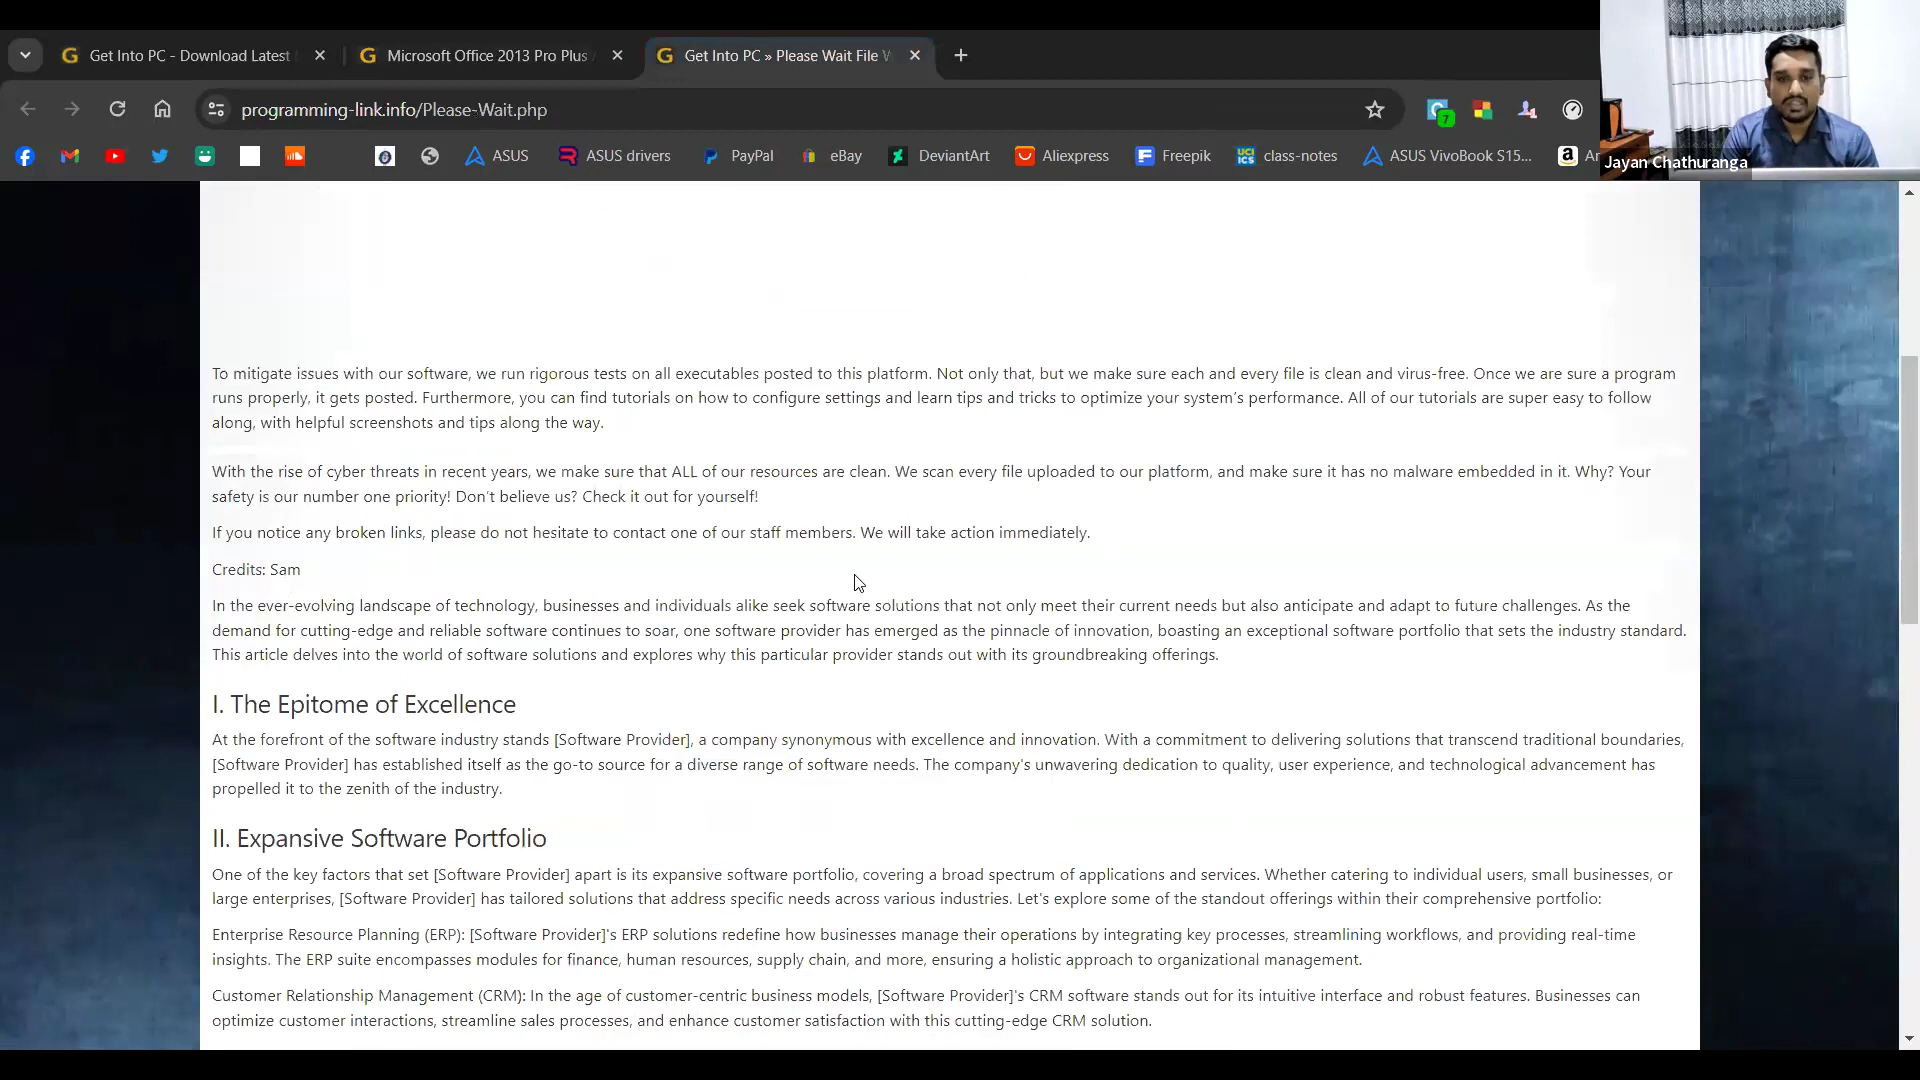 Get Into PC - Download Latest
Microsoft Office 2013 Pro Plus
Get Into PC » Please Wait File W
programming-link.info/Please-Wait.php
7
ASUS
ASUS drivers
PayPal
eBay
DeviantArt
Aliexpress
Freepik
UCI ICS
class-notes
ASUS VivoBook S15...
Jayan Chathuranga
To mitigate issues with our software, we run rigorous tests on all executables posted to this platform. Not only that, but we make sure each and every file is clean and virus-free. Once we are sure a program
runs properly, it gets posted. Furthermore, you can find tutorials on how to configure settings and learn tips and tricks to optimize your system's performance. All of our tutorials are super easy to follow
along, with helpful screenshots and tips along the way.
With the rise of cyber threats in recent years, we make sure that ALL of our resources are clean. We scan every file uploaded to our platform, and make sure it has no malware embedded in it. Why? Your
safety is our number one priority! Don't believe us? Check it out for yourself!
If you notice any broken links, please do not hesitate to contact one of our staff members. We will take action immediately.
Credits: Sam
In the ever-evolving landscape of technology, businesses and individuals alike seek software solutions that not only meet their current needs but also anticipate and adapt to future challenges. As the
demand for cutting-edge and reliable software continues to soar, one software provider has emerged as the pinnacle of innovation, boasting an exceptional software portfolio that sets the industry standard.
This article delves into the world of software solutions and explores why this particular provider stands out with its groundbreaking offerings.
I. The Epitome of Excellence
At the forefront of the software industry stands [Software Provider], a company synonymous with excellence and innovation. With a commitment to delivering solutions that transcend traditional boundaries,
[Software Provider] has established itself as the go-to source for a diverse range of software needs. The company's unwavering dedication to quality, user experience, and technological advancement has
propelled it to the zenith of the industry.
II. Expansive Software Portfolio
One of the key factors that set [Software Provider] apart is its expansive software portfolio, covering a broad spectrum of applications and services. Whether catering to individual users, small businesses, or
large enterprises, [Software Provider] has tailored solutions that address specific needs across various industries. Let's explore some of the standout offerings within their comprehensive portfolio:
Enterprise Resource Planning (ERP): [Software Provider]'s ERP solutions redefine how businesses manage their operations by integrating key processes, streamlining workflows, and providing real-time
insights. The ERP suite encompasses modules for finance, human resources, supply chain, and more, ensuring a holistic approach to organizational management.
Customer Relationship Management (CRM): In the age of customer-centric business models, [Software Provider]'s CRM software stands out for its intuitive interface and robust features. Businesses can
optimize customer interactions, streamline sales processes, and enhance customer satisfaction with this cutting-edge CRM solution.